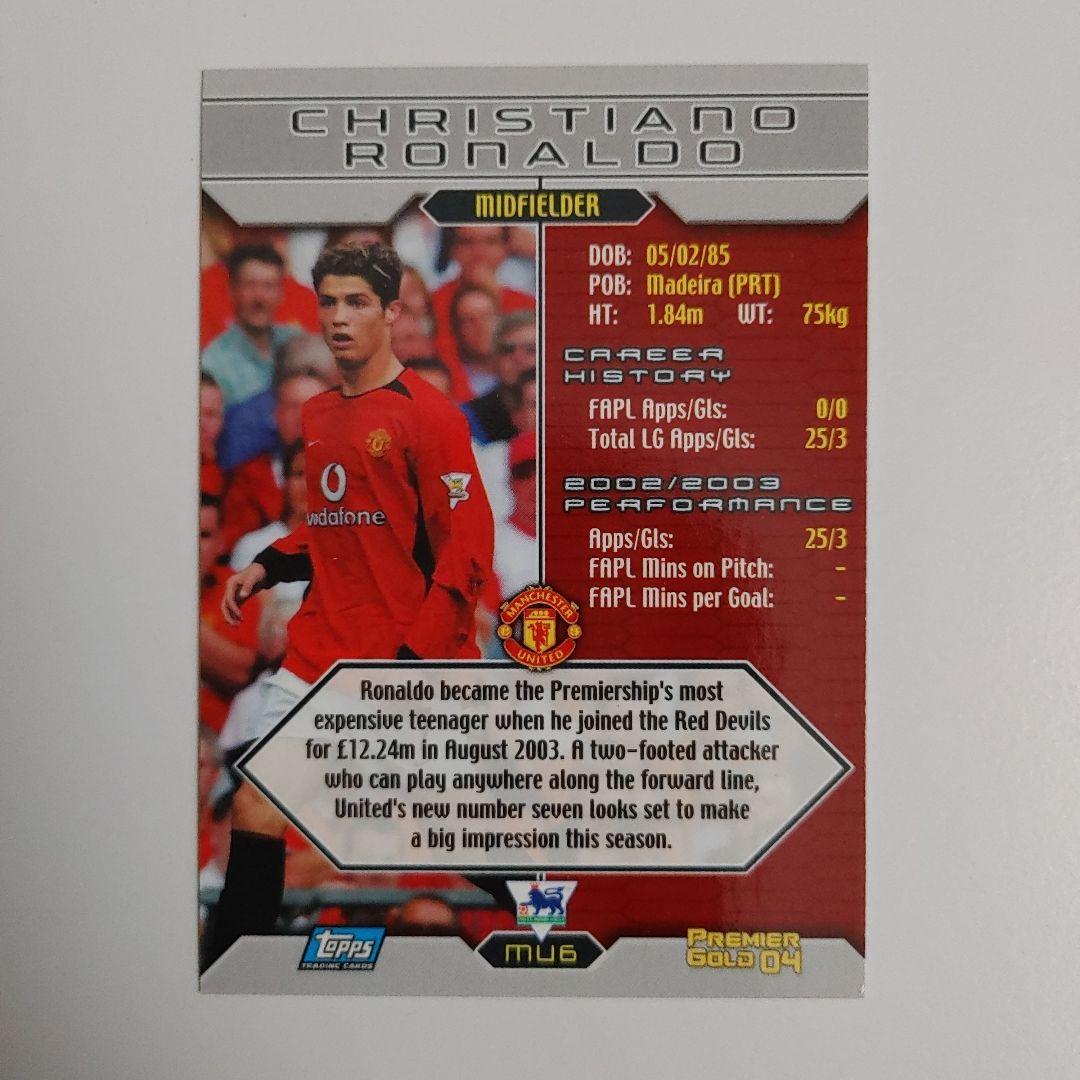 CHRISTIANO
RONALDO
MIDFIELDER
DOB: 05/02/85
POB: Madeira (PRT)
HT: 1.84m WT: 75kg
CAREER
HISTORY
FAPL Apps/Gls: 0/0
Total LG Apps/Gls: 25/3
2002/2003
PERFORMANCE
Apps/Gls: 25/3
FAPL Mins on Pitch: -
FAPL Mins per Goal: -
vodafone
MANCHESTER
UNITED
Ronaldo became the Premiership's most
expensive teenager when he joined the Red Devils
for £12.24m in August 2003. A two-footed attacker
who can play anywhere along the forward line,
United's new number seven looks set to make
a big impression this season.
Topps
TRADING CARDS
MU6
PREMIER
GOLD 04